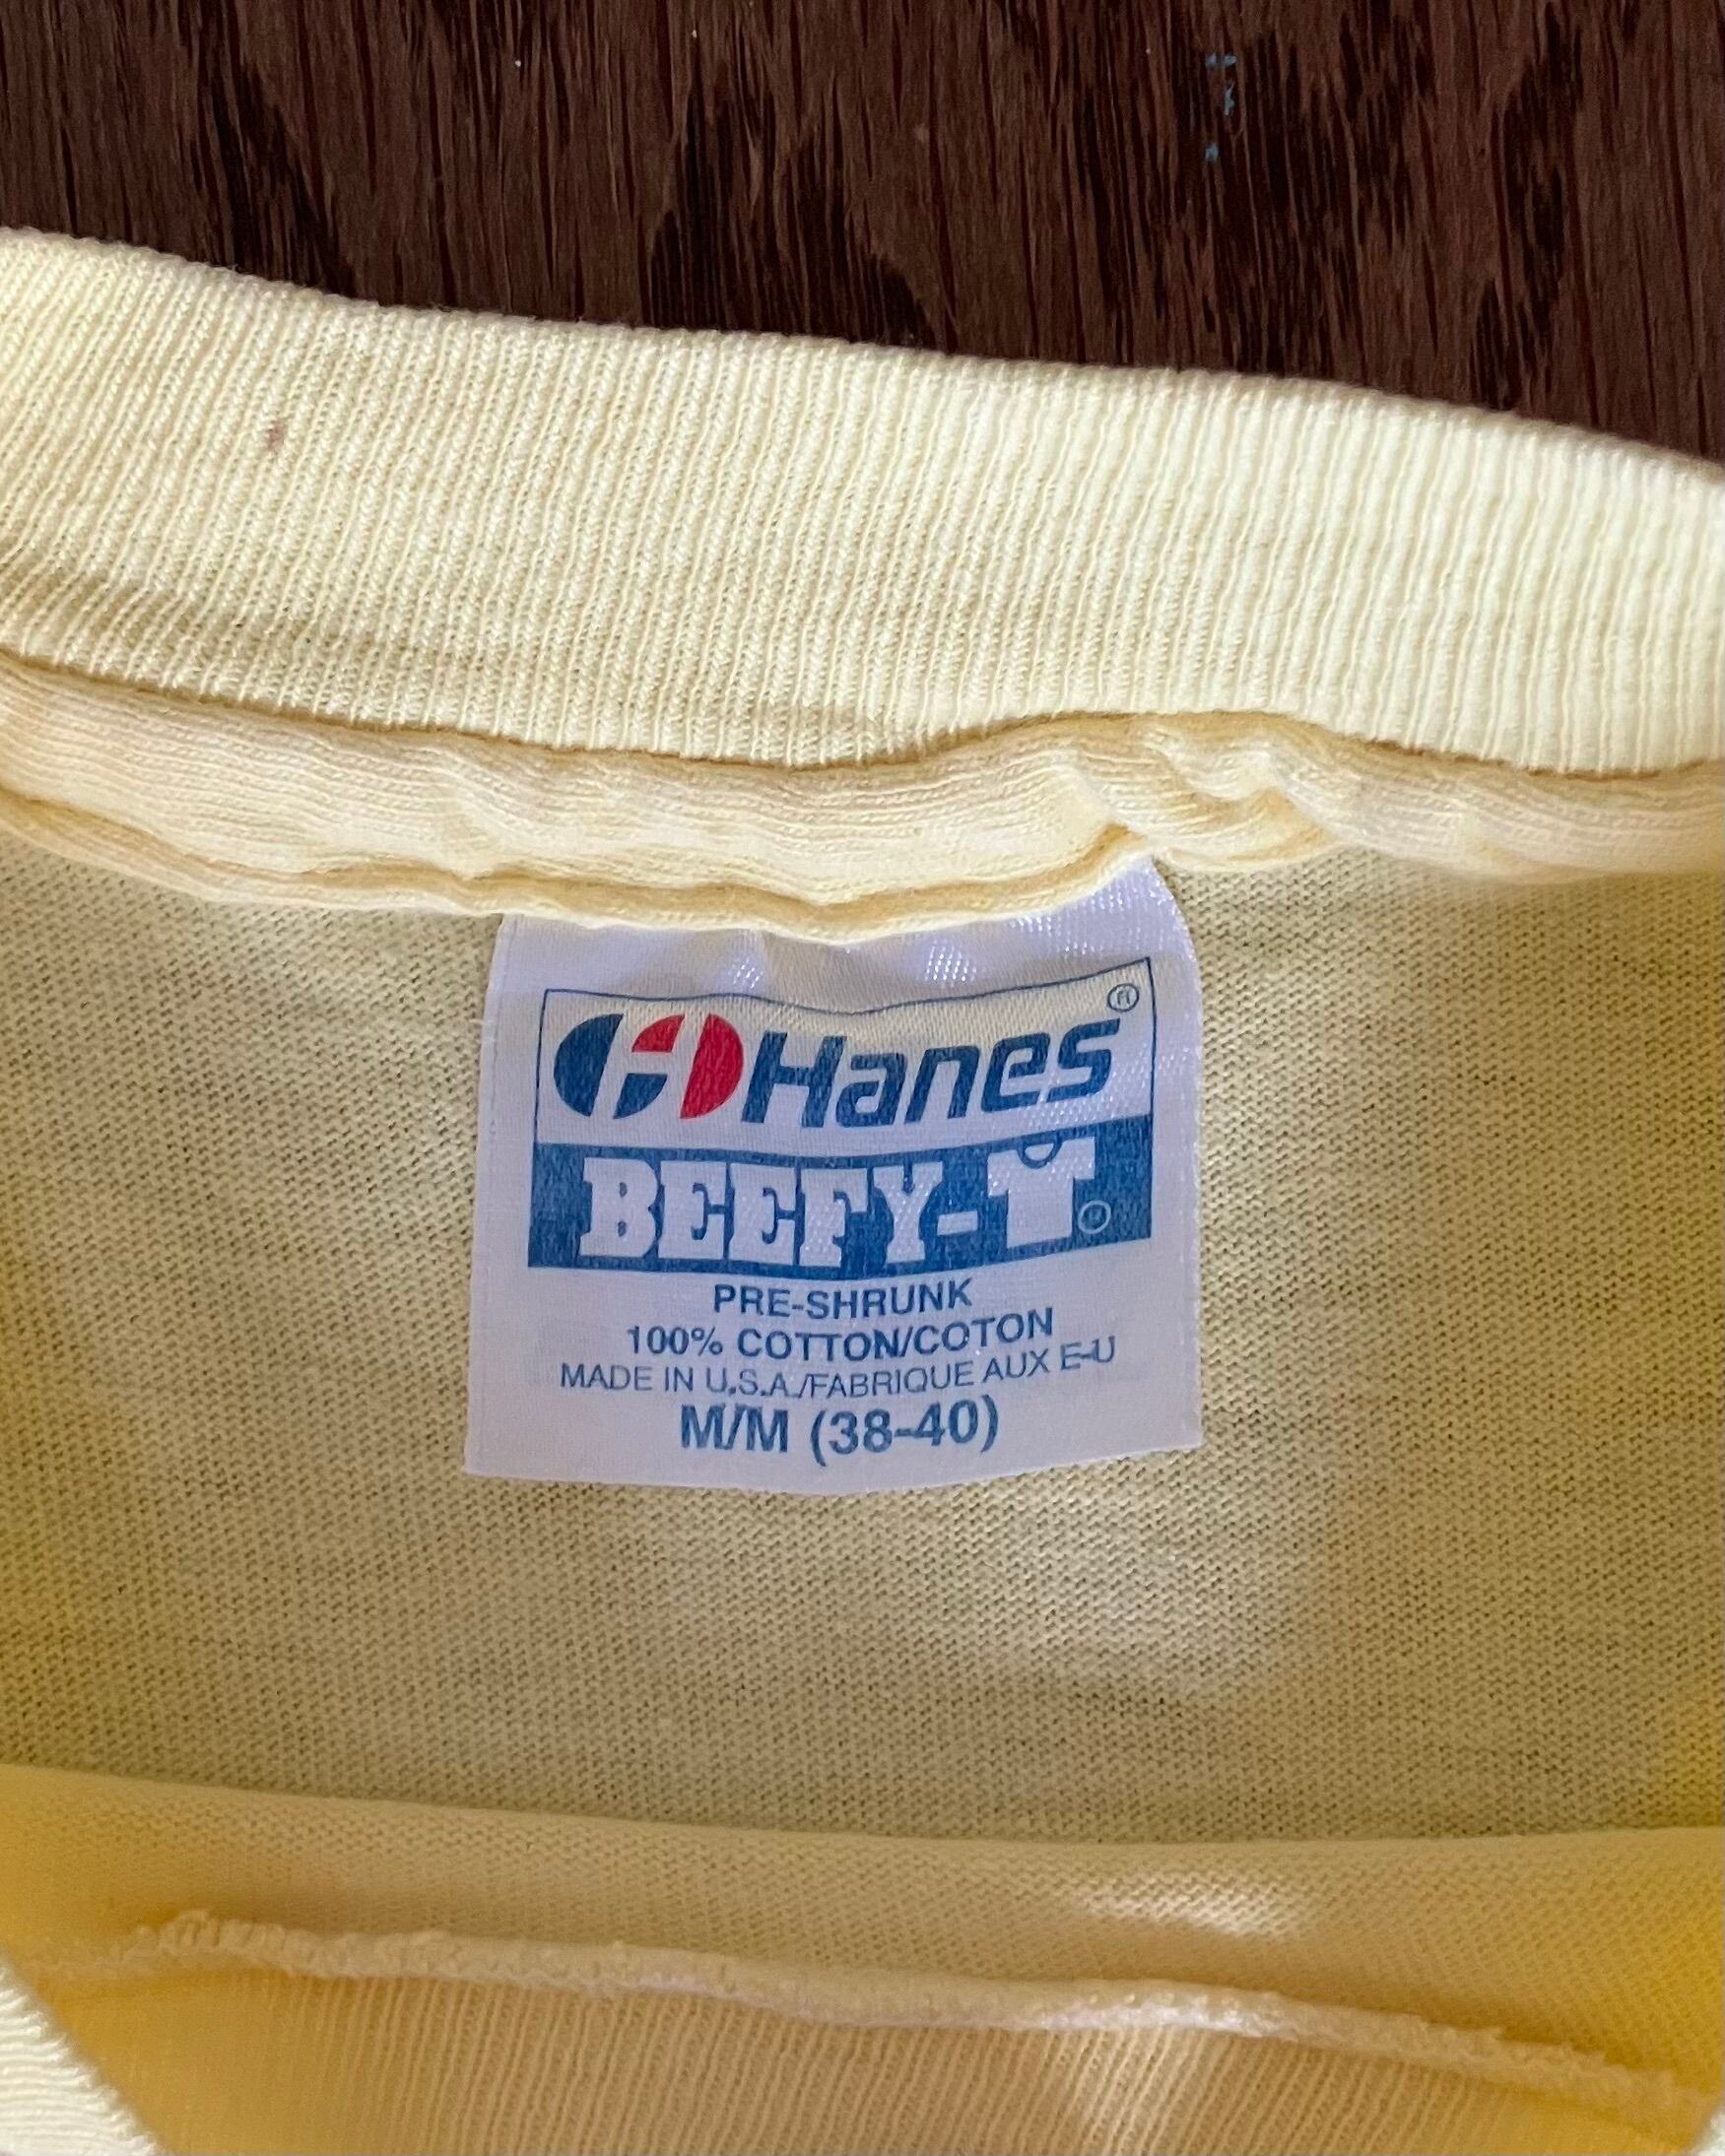 Hanes®
BEEFY-T®
PRE-SHRUNK
100% COTTON/COTON
MADE IN U.S.A./FABRIQUE AUX E-U
M/M (38-40)